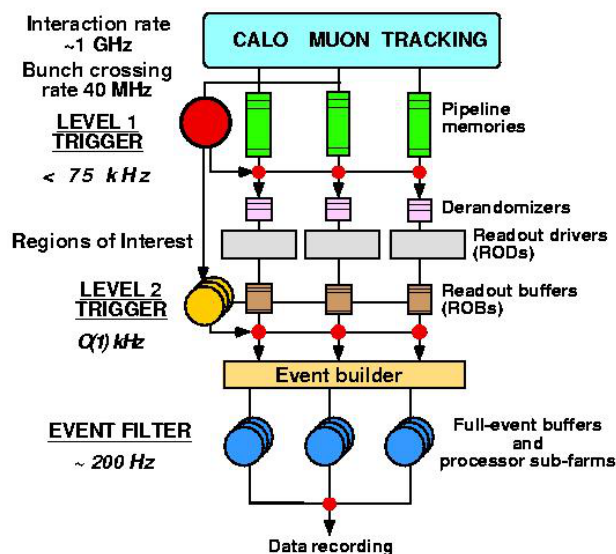 Interaction rate
~1 GHz
CALO MUON TRACKING
Bunch crossing
rate 40 MHz
LEVEL 1
TRIGGER
< 75 kHz
Pipeline
memories
Derandomizers
Regions of Interest
Readout drivers
(RODs)
LEVEL 2
TRIGGER
O(1) kHz
Readout buffers
(ROBs)
Event builder
EVENT FILTER
~ 200 Hz
Full-event buffers
and
processor sub-farms
Data recording